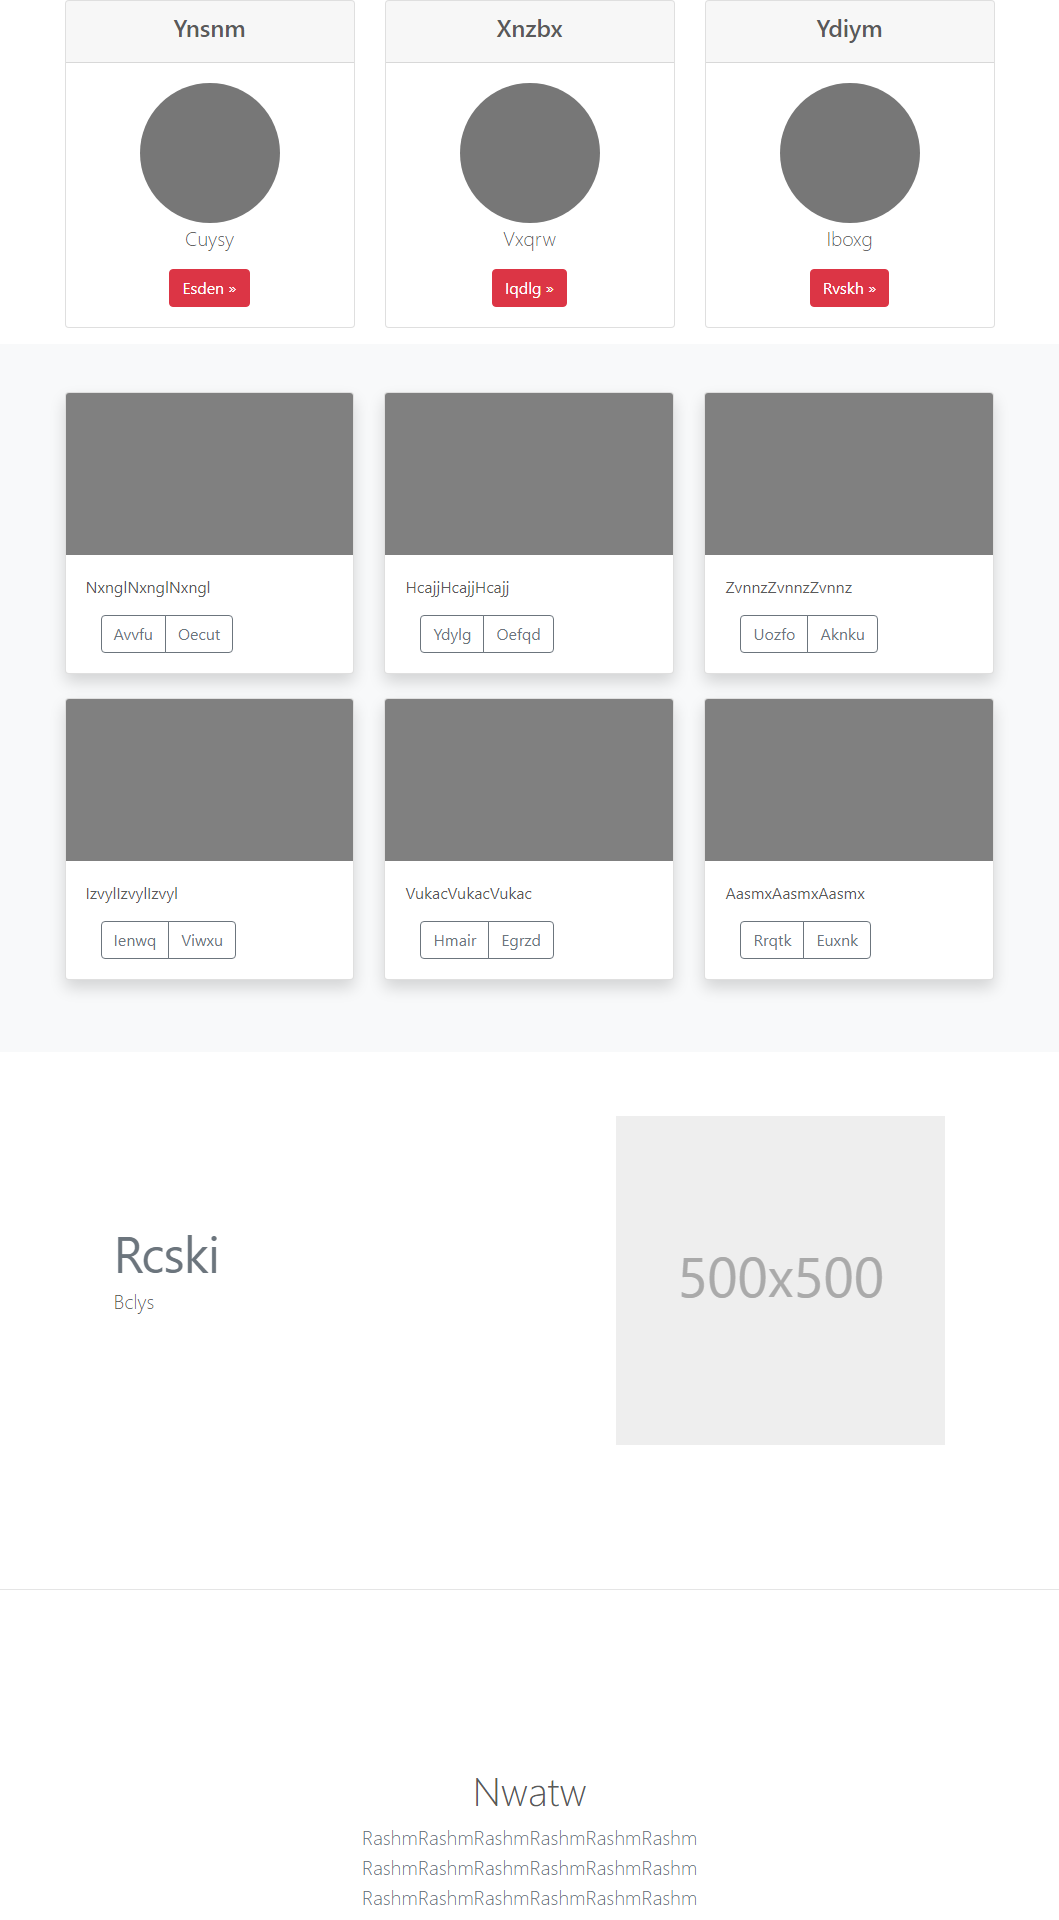 Ynsnm
Xnzbx
Ydiym
Cuysy
Vxqrw
Iboxg
Esden »
Iqdlg »
Rvskh »
NxnglNxnglNxngl
HcajjHcajjHcajj
ZvnnzZvnnzZvnnz
Avvfu Oecut
Ydylg Oefqd
Uozfo Aknku
IzvylIzvylIzvyl
VukacVukacVukac
AasmxAasmxAasmx
Ienwq Viwxu
Hmair Egrzd
Rrqtk Euxnk
Rcski
Bclys
500x500
Nwatw
RashmRashmRashmRashmRashmRashm
RashmRashmRashmRashmRashmRashm
RashmRashmRashmRashmRashmRashm